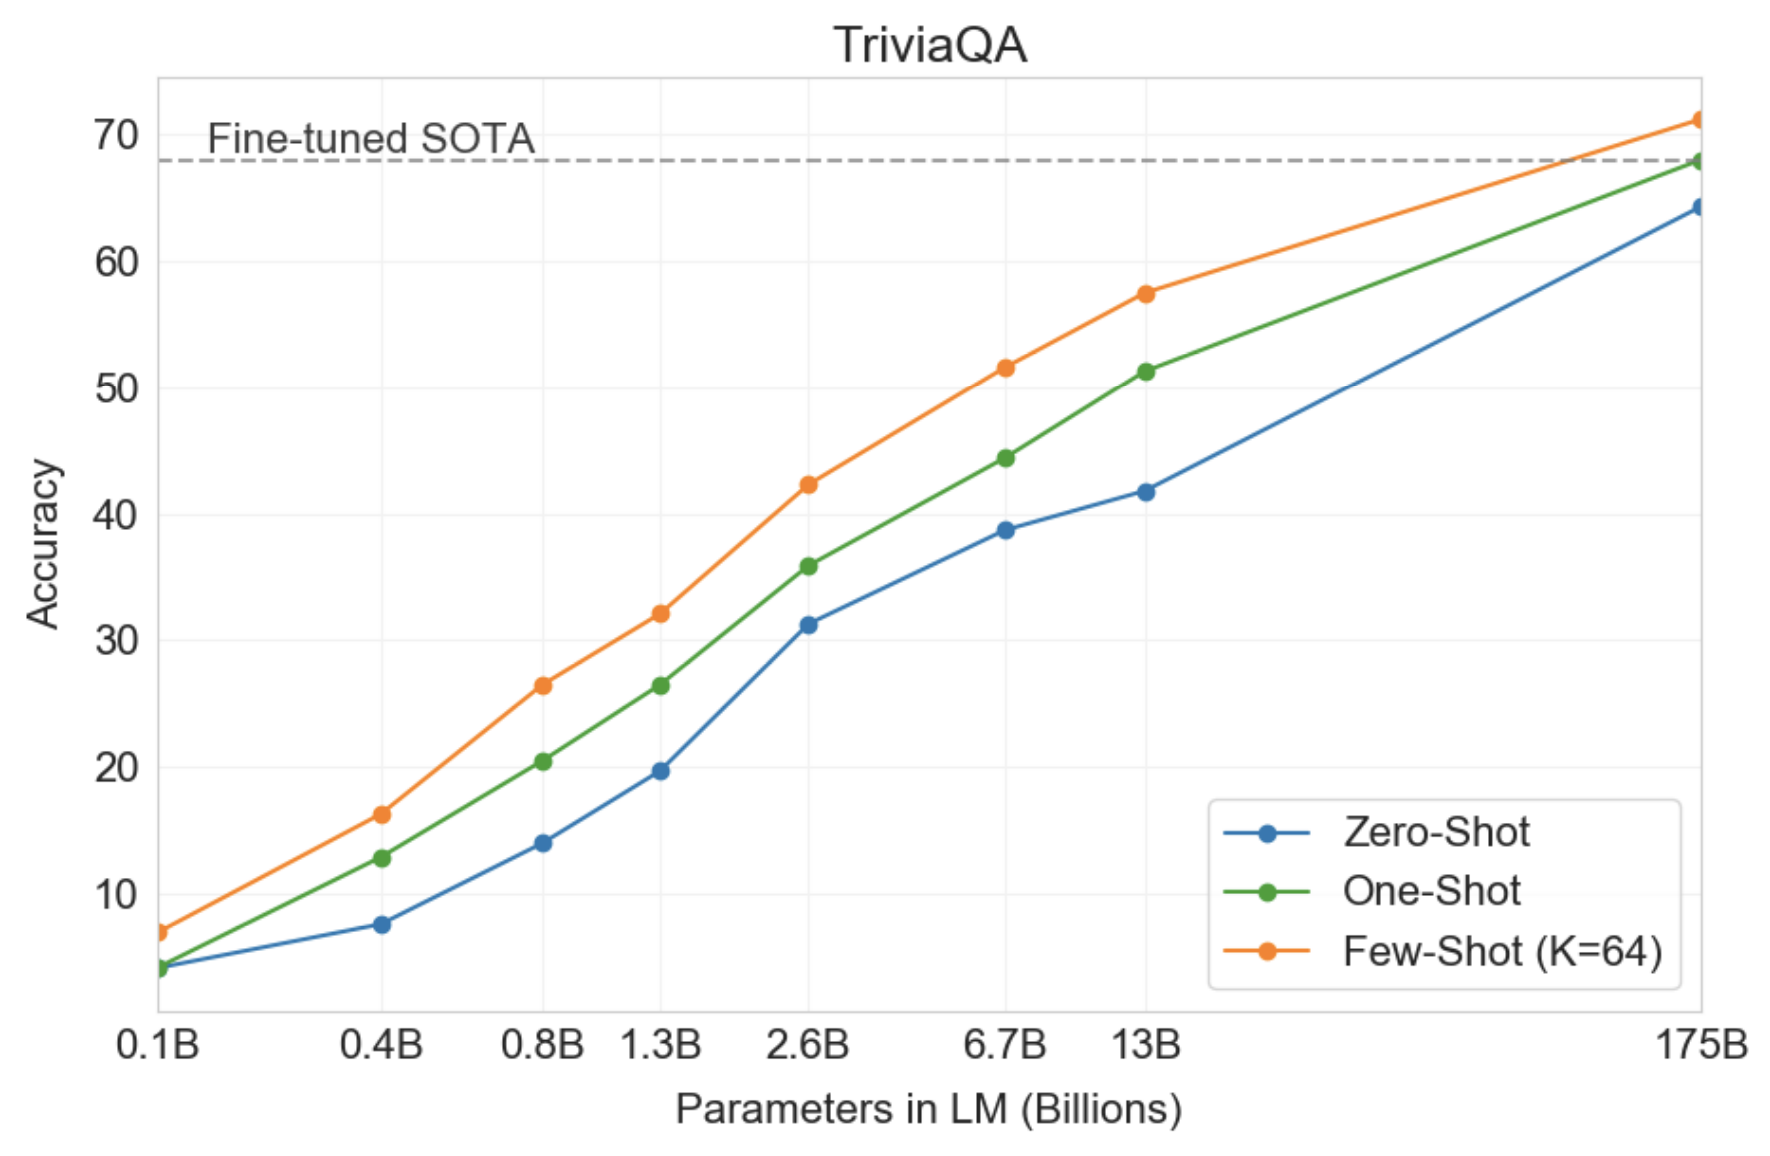 TriviaQA
Fine-tuned SOTA
70
60
50
40
30
20
10
Accuracy
Zero-Shot
One-Shot
Few-Shot (K=64)
0.1B 0.4B 0.8B 1.3B 2.6B 6.7B 13B 175B
Parameters in LM (Billions)